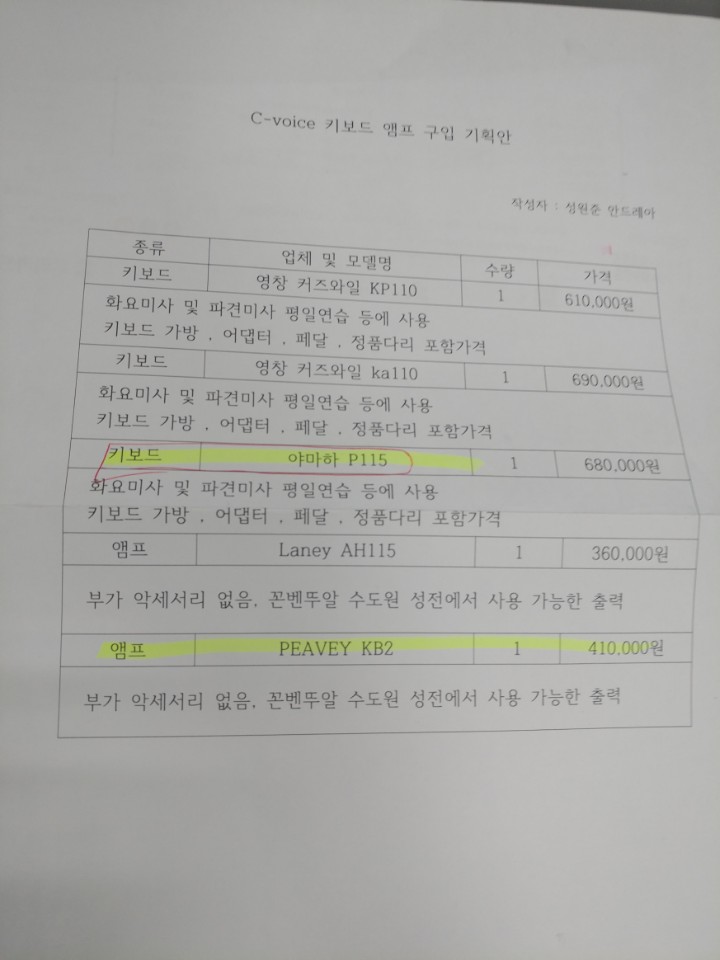 C-voice 키보드 앰프 구입 기획안
작성자 : 성원준 안드레아
종류 업체 및 모델명 수량 가격
키보드 영창 커즈와일 KP110 1 610,000원
화요미사 및 파견미사 평일연습 등에 사용
키보드 가방 . 어댑터 . 페달 . 정품다리 포함가격
키보드 영창 커즈와일 ka110 1 690,000원
화요미사 및 파견미사 평일연습 등에 사용
키보드 가방 . 어댑터 . 페달 . 정품다리 포함가격
키보드 야마하 P115 1 680,000원
화요미사 및 파견미사 평일연습 등에 사용
키보드 가방 . 어댑터 . 페달 . 정품다리 포함가격
앰프 Laney AH115 1 360,000원
부가 악세서리 없음. 꼰벤뚜알 수도원 성전에서 사용 가능한 출력
앰프 PEAVEY KB2 1 410,000원
부가 악세서리 없음. 꼰벤뚜알 수도원 성전에서 사용 가능한 출력